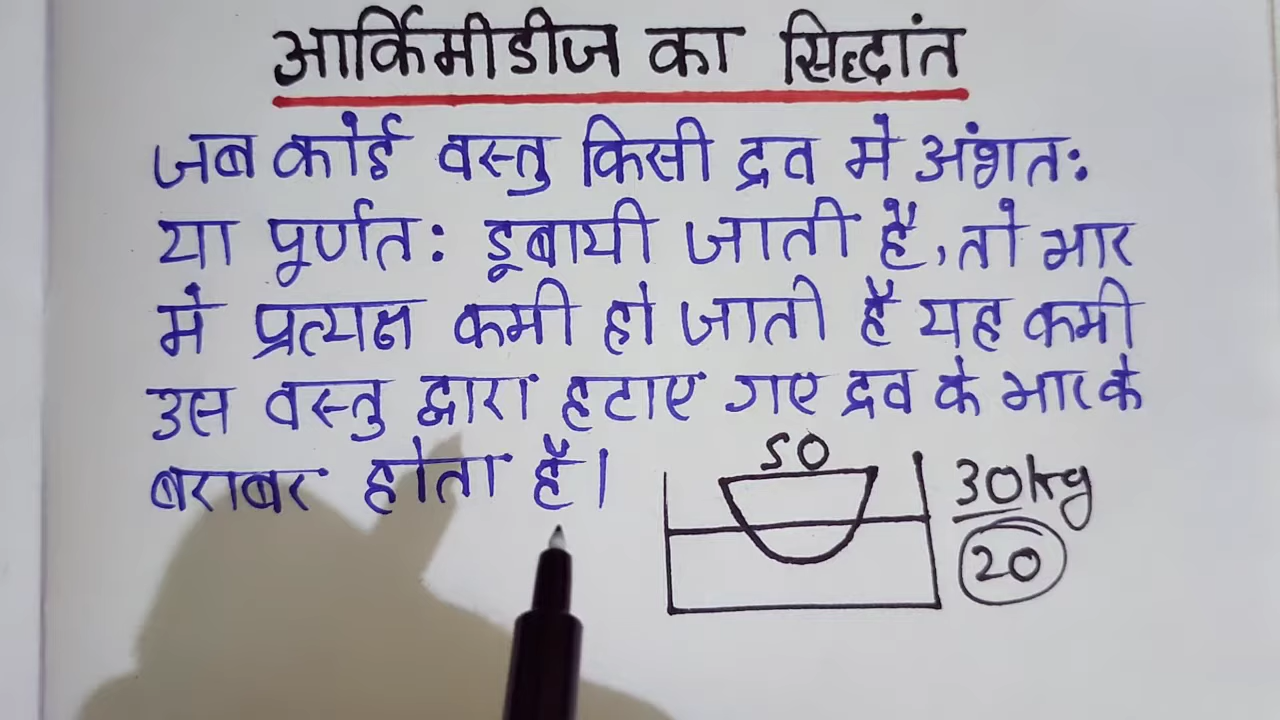 आर्किमीडीज का सिद्धांत
जब कोई वस्तु किसी द्रव मे अंशत:
या पूर्णत: डूबायी जाती है, तो भार
मे प्रत्यक्ष कमी हो जाती है यह कमी
उस वस्तु द्वारा हटाए गए द्रव के भार के
बराबर होता है।
50
30kg
20